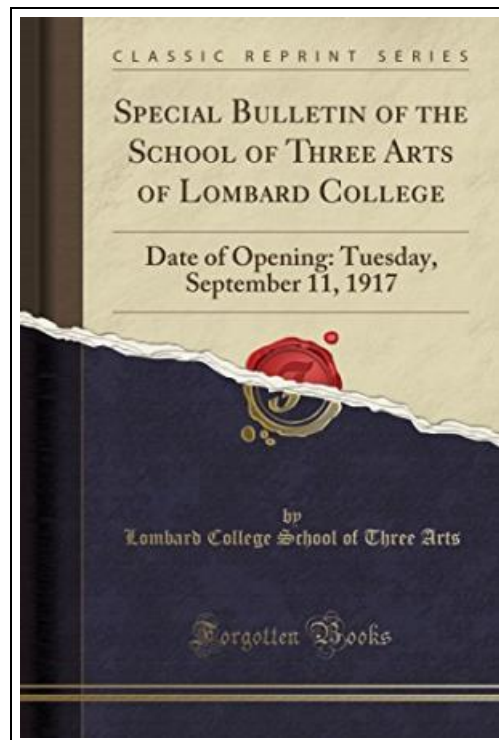 CLASSIC REPRINT SERIES
SPECIAL BULLETIN OF THE
SCHOOL OF THREE ARTS
OF LOMBARD COLLEGE
Date of Opening: Tuesday,
September 11, 1917
by
Lombard College School of Three Arts
Forgotten Books